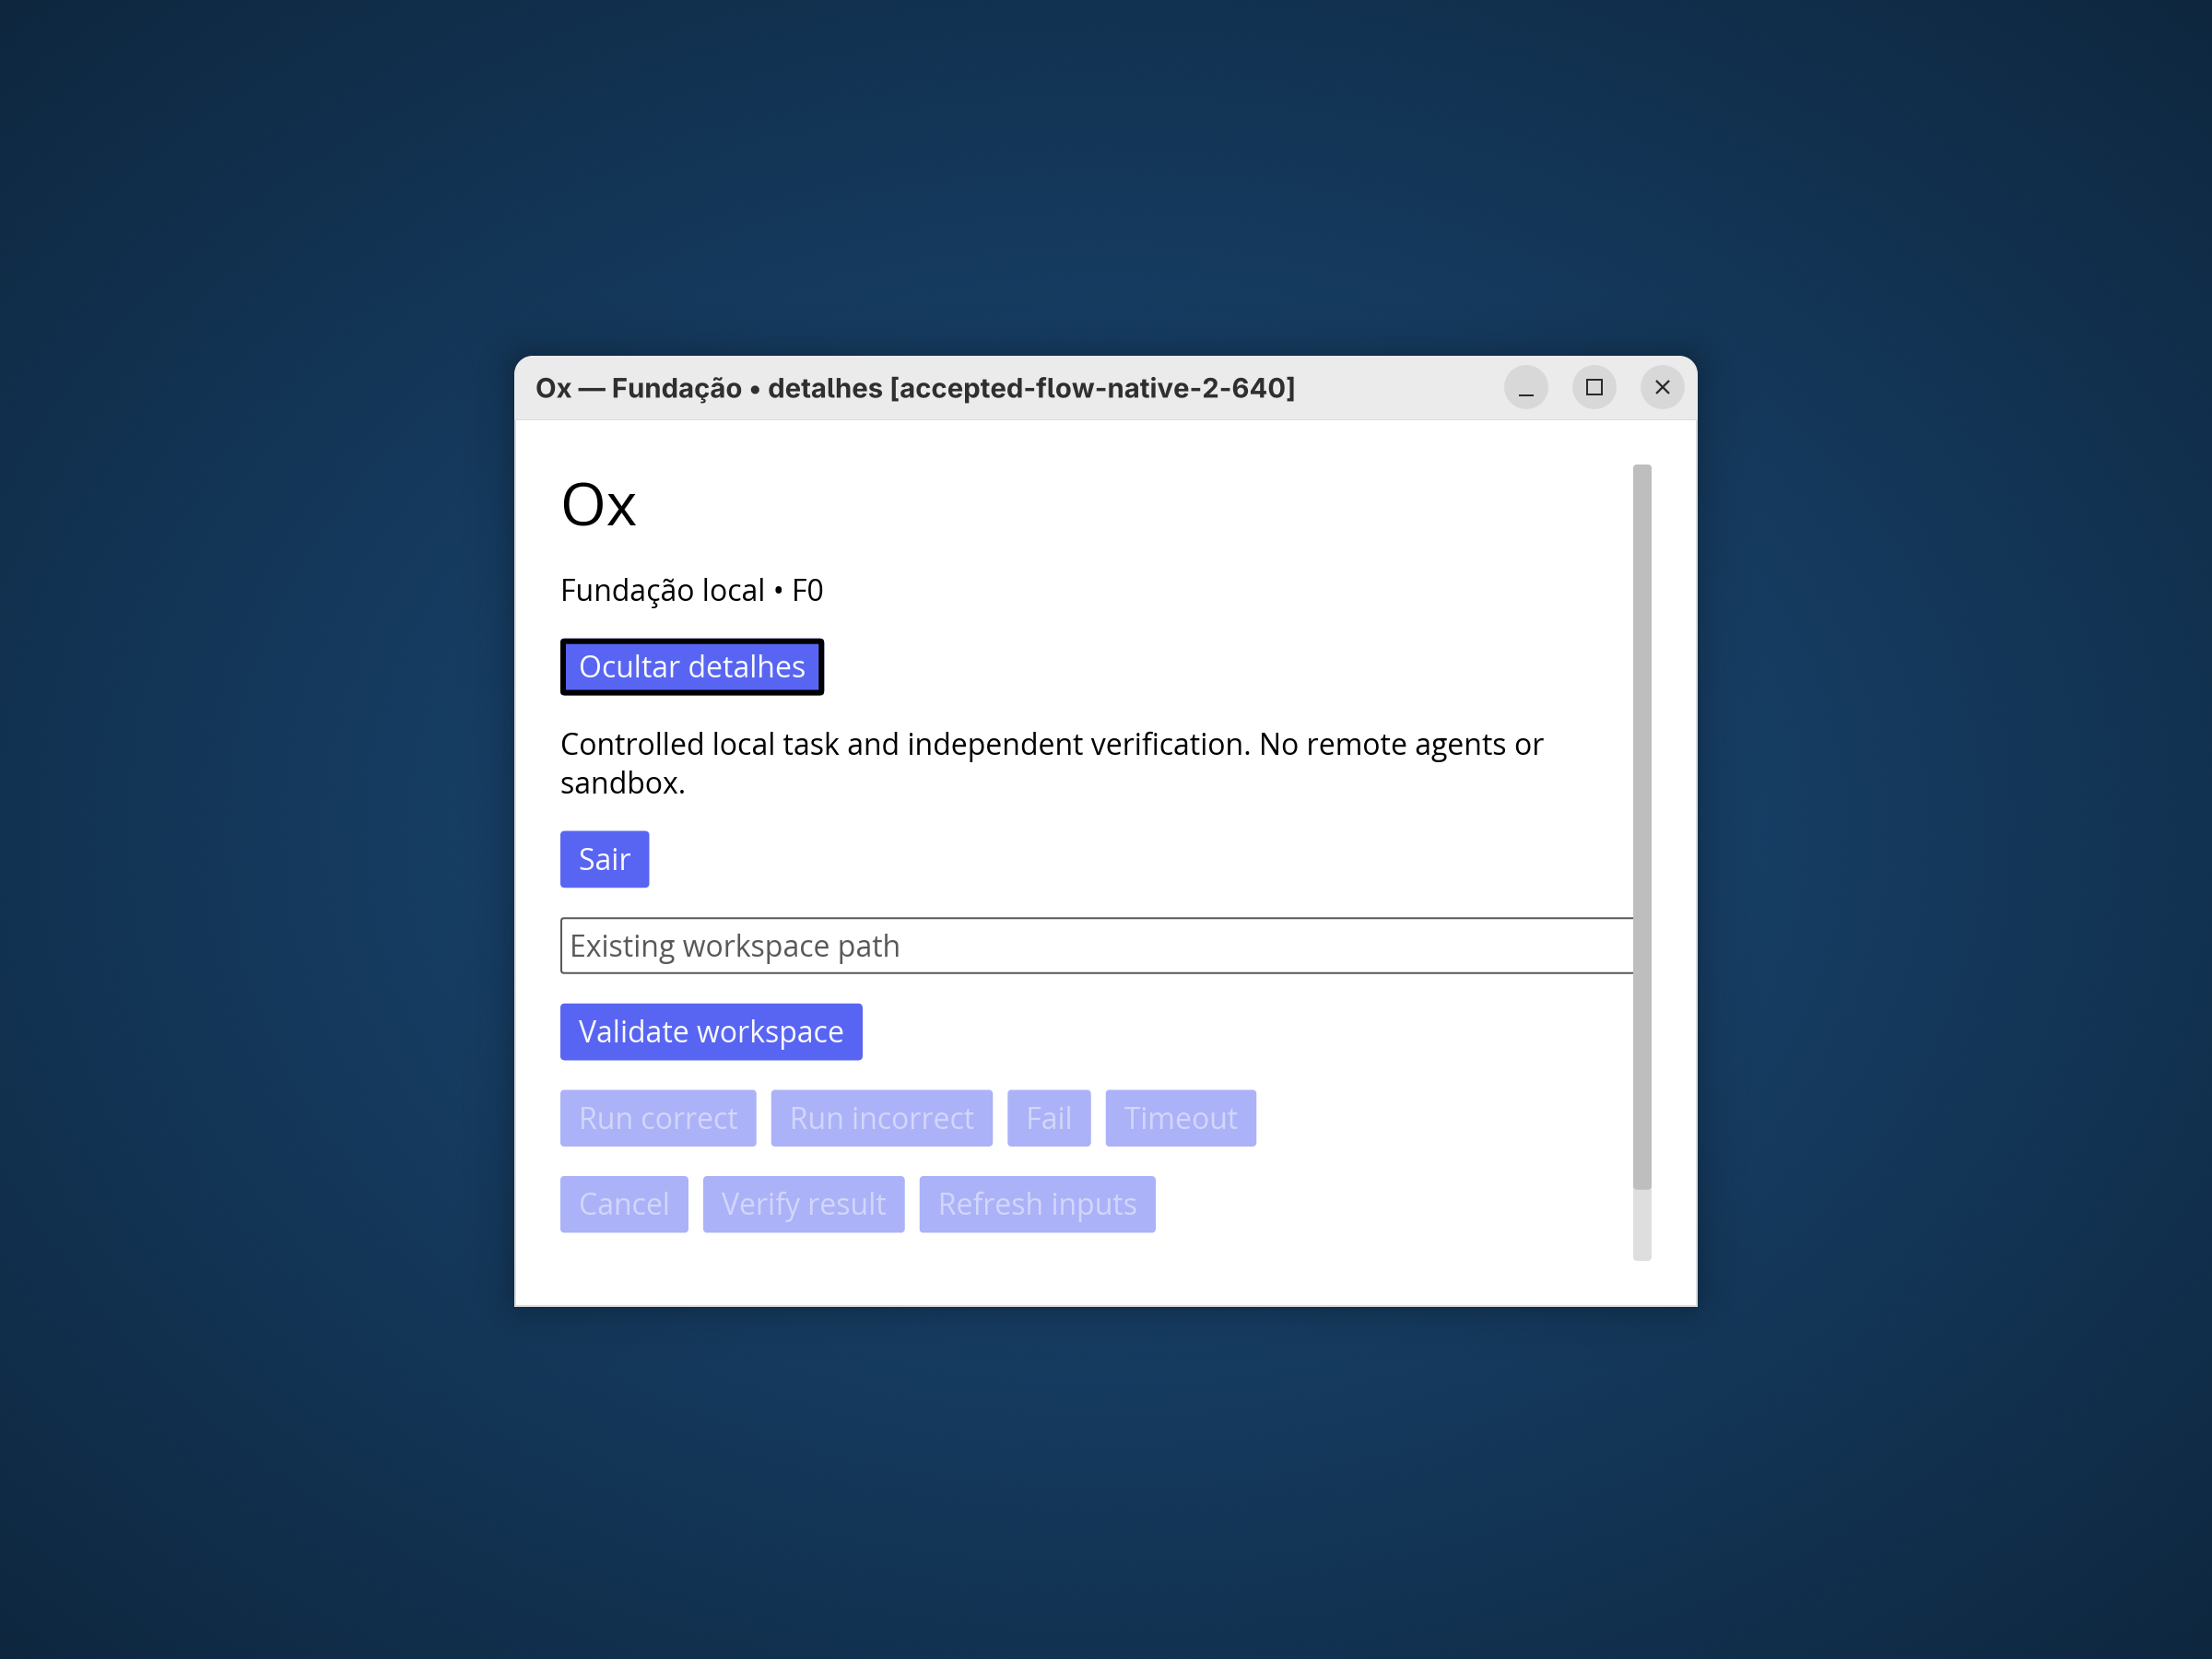 Ox — Fundação • detalhes [accepted-flow-native-2-640]
Ox
Fundação local • F0
Ocultar detalhes
Controlled local task and independent verification. No remote agents or
sandbox.
Sair
Existing workspace path
Validate workspace
Run correct Run incorrect Fail Timeout
Cancel Verify result Refresh inputs